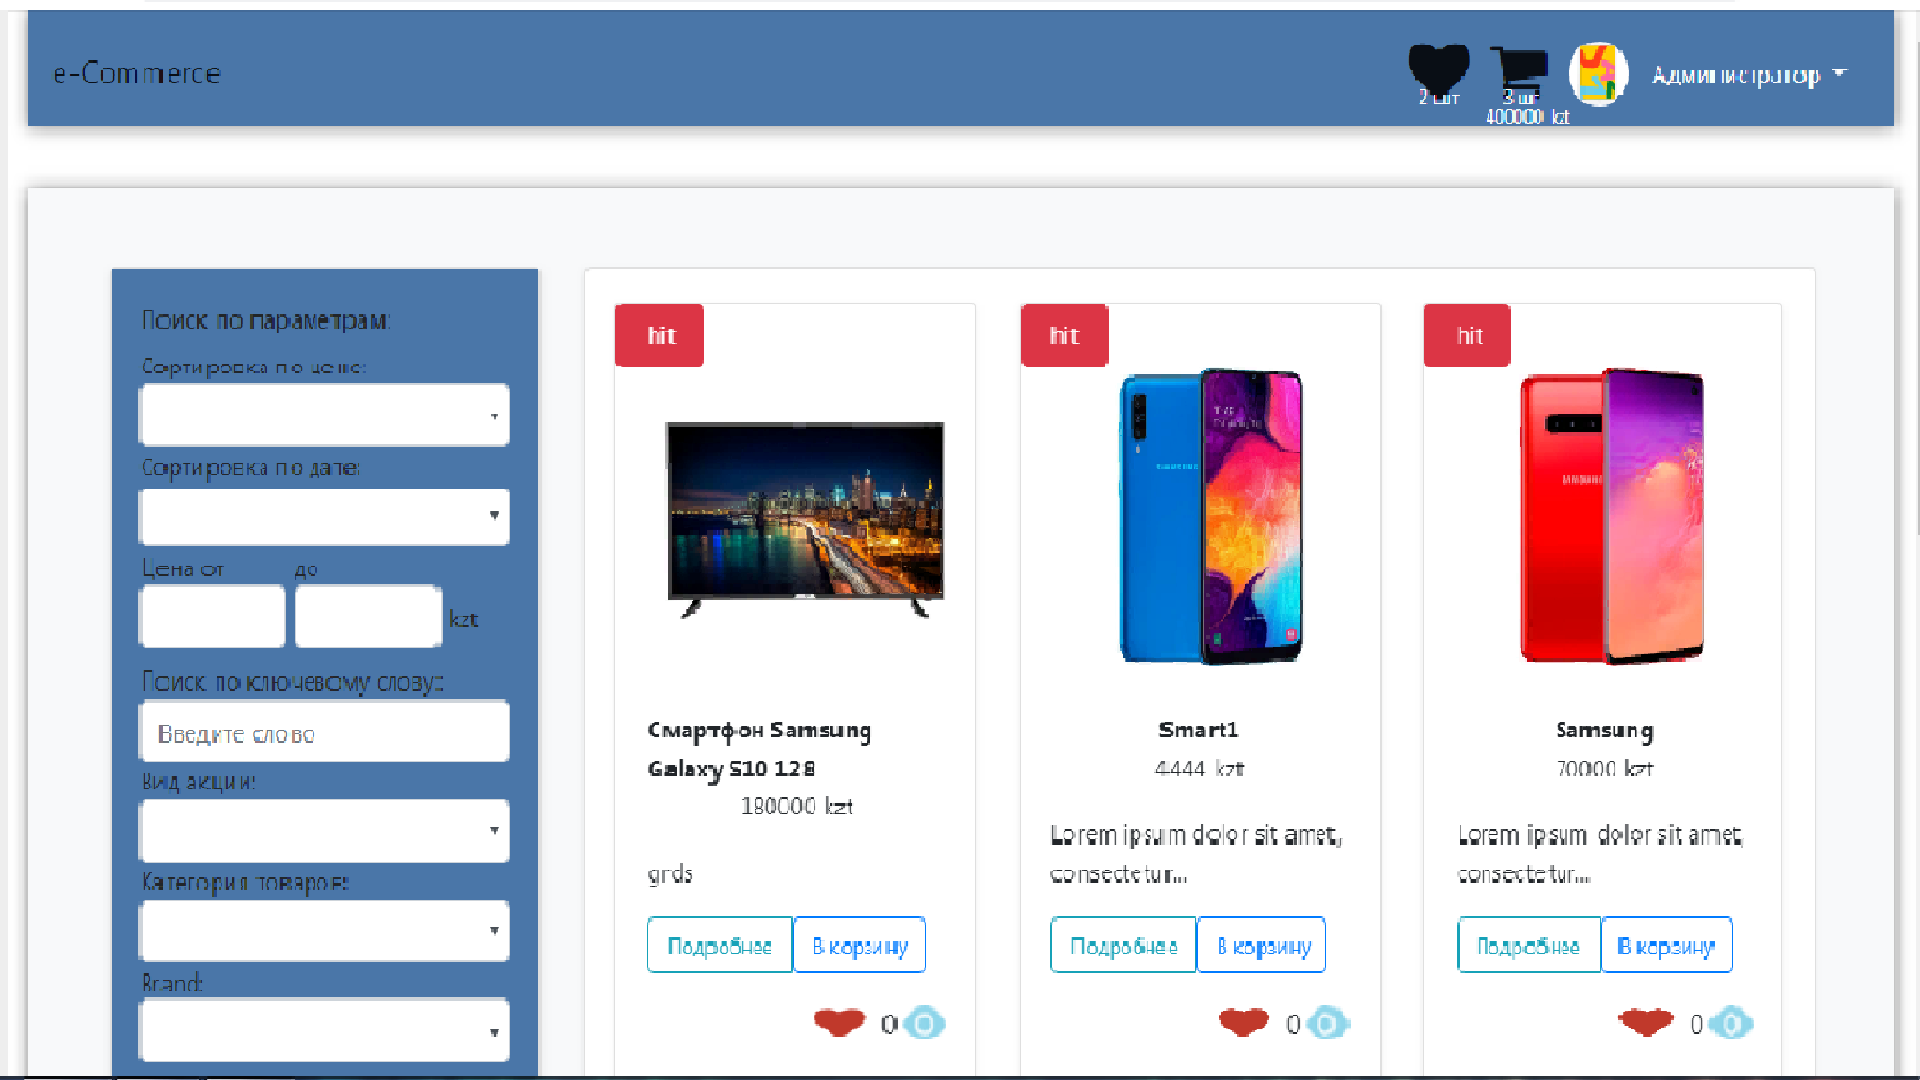 e-Commerce
2 шт
3 шт
400000 kzt
Администратор
Поиск по параметрам:
Сортировка по цене:
Сортировка по дате:
Цена от
до
kzt
Поиск по ключевому слову:
Введите слово
Вид акции:
Категория товаров:
Brand:
hit
Смартфон Samsung
Galaxy S10 128
180000 kzt
grds
Подробнее
В корзину
0
hit
SAMSUNG
Smart1
4444 kzt
Lorem ipsum dolor sit amet,
consectetur...
Подробнее
В корзину
0
hit
SAMSUNG
Samsung
70000 kzt
Lorem ipsum dolor sit amet,
consectetur...
Подробнее
В корзину
0